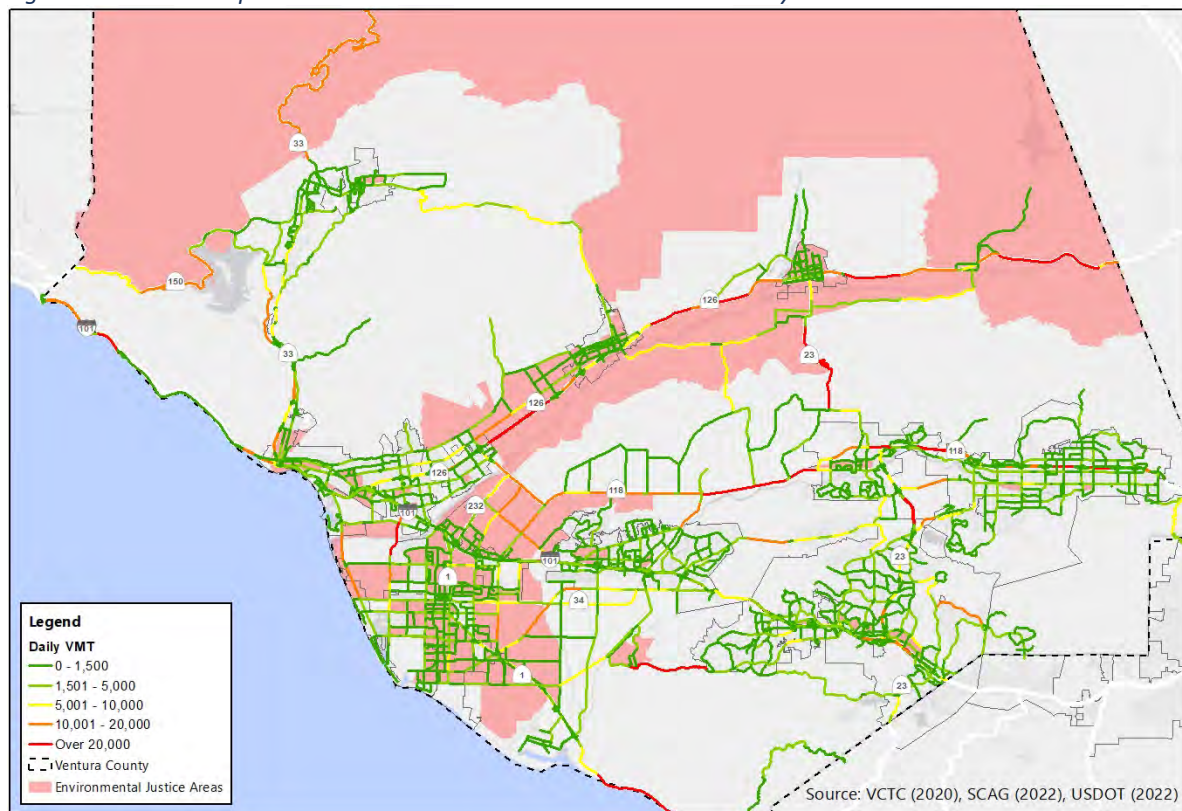 33
150
101
33
126
126
23
126
118
118
232
101
101
1
34
23
1
23
Legend
Daily VMT
0 - 1,500
1,501 - 5,000
5,001 - 10,000
10,001 - 20,000
Over 20,000
Ventura County
Environmental Justice Areas
Source: VCTC (2020), SCAG (2022), USDOT (2022)